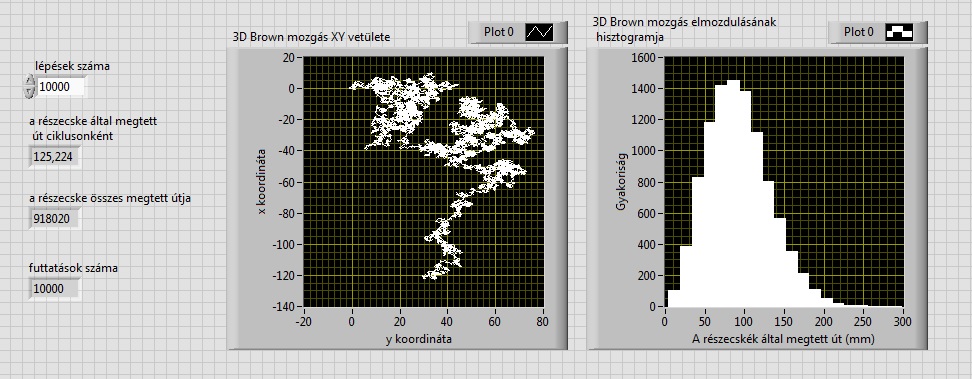 lépések száma
10000
a részecske által megtett
út ciklusonként
125,224
a részecske összes megtett útja
918020
futtatások száma
10000
3D Brown mozgás XY vetülete
Plot 0
20
0
-20
-40
-60
-80
-100
-120
-140
x koordináta
-20
0
20
40
60
80
y koordináta
3D Brown mozgás elmozdulásának
hisztogramja
Plot 0
1600
1400
1200
1000
800
600
400
200
0
Gyakoriság
0
50
100
150
200
250
300
A részecskék által megtett út (mm)